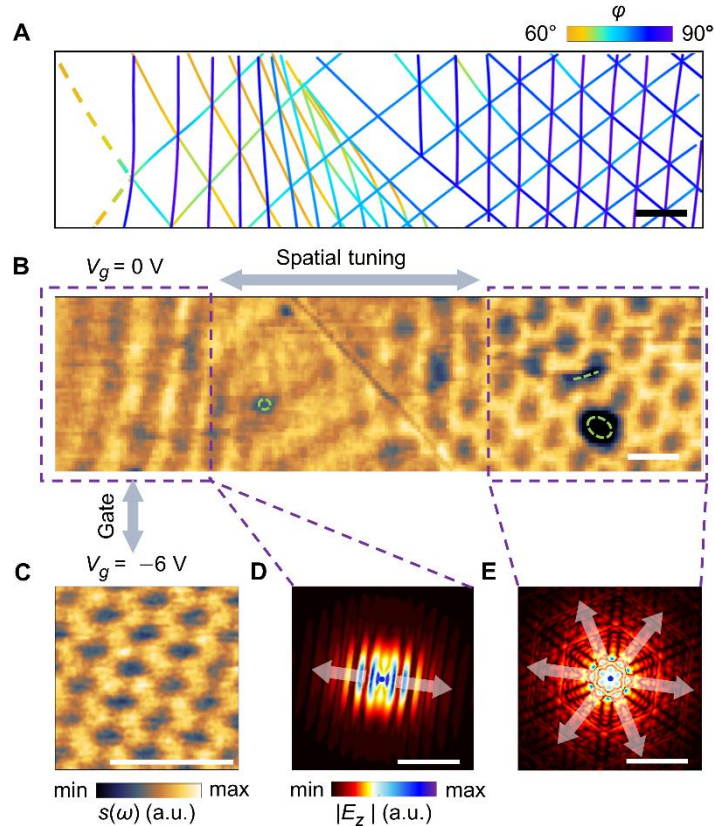 A
φ
60° 90°
B
V_g = 0 V
Spatial tuning
Gate
V_g = −6 V
C
D
E
min max
s(ω) (a.u.)
min max
|E_z| (a.u.)